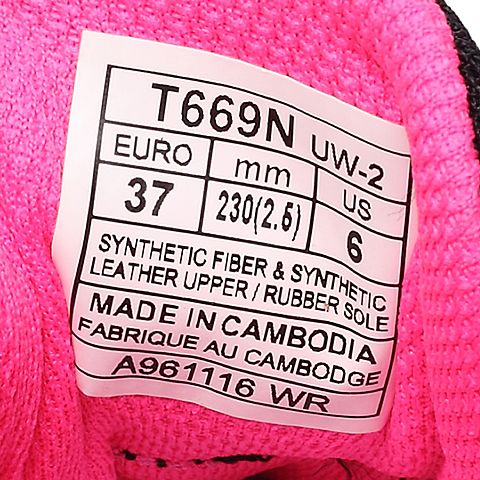 T669N UW-2
EURO mm US
37 230(2.5) 6
SYNTHETIC FIBER & SYNTHETIC
LEATHER UPPER / RUBBER SOLE
MADE IN CAMBODIA
FABRIQUE AU CAMBODGE
A961116 WR